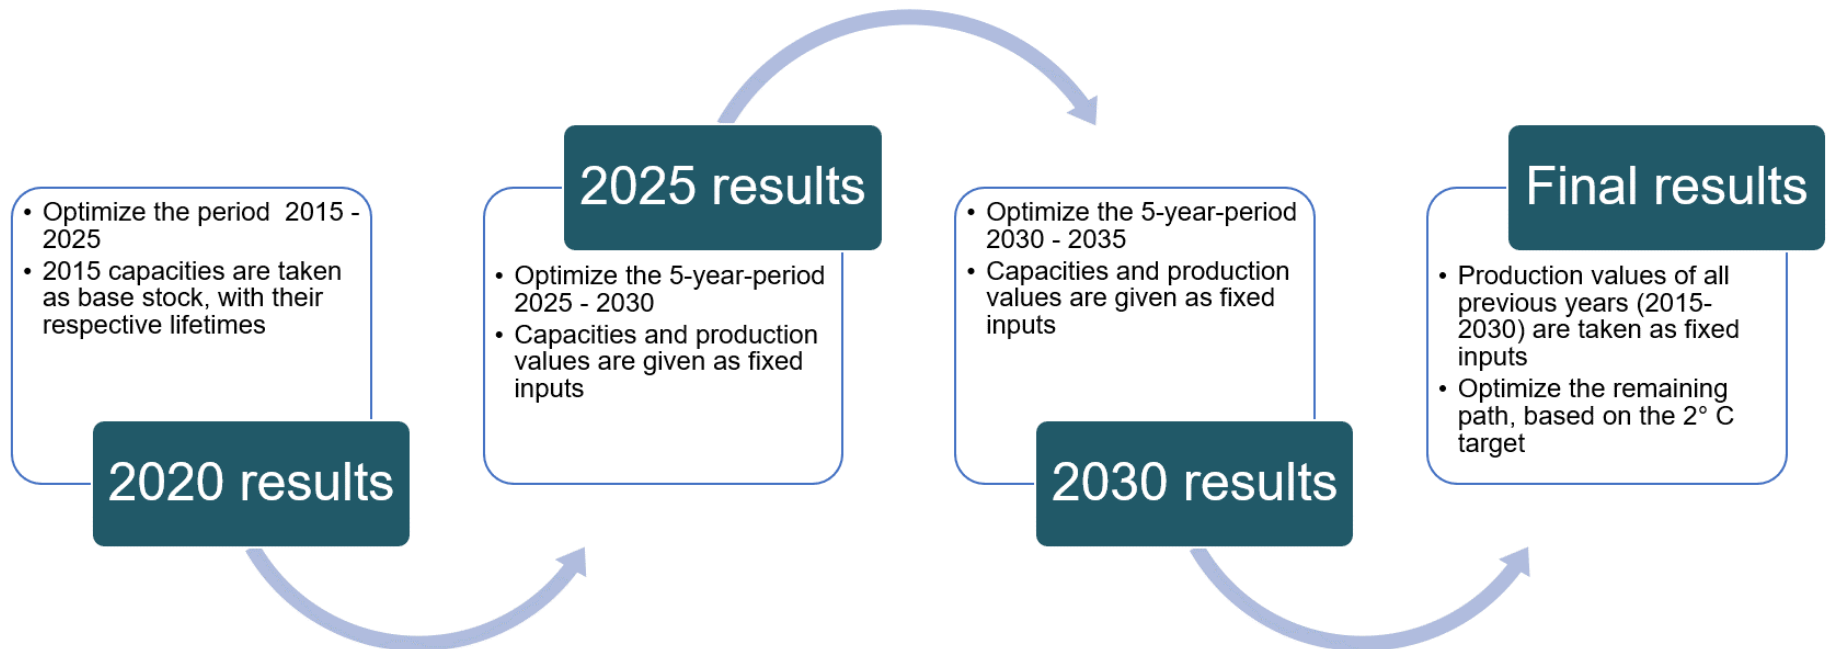 • Optimize the period  2015 -
2025
• 2015 capacities are taken
as base stock, with their
respective lifetimes
2020 results
2025 results
• Optimize the 5-year-period
2025 - 2030
• Capacities and production
values are given as fixed
inputs
• Optimize the 5-year-period
2030 - 2035
• Capacities and production
values are given as fixed
inputs
2030 results
Final results
• Production values of all
previous years (2015-
2030) are taken as fixed
inputs
• Optimize the remaining
path, based on the 2° C
target